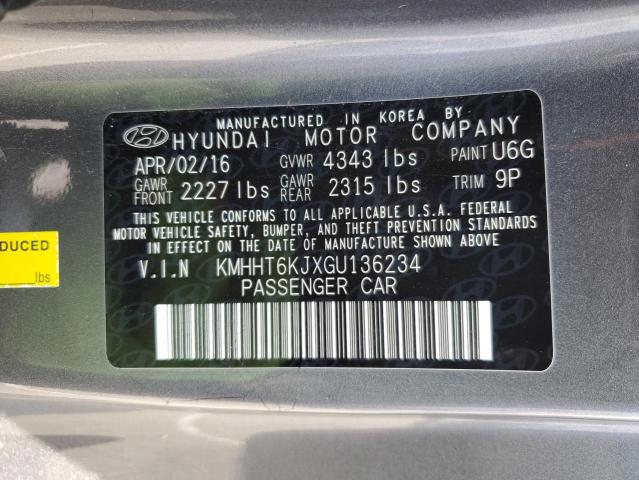 MANUFACTURED IN KOREA BY
HYUNDAI MOTOR COMPANY
APR/02/16 GVWR 4343 lbs PAINT U6G
GAWR FRONT 2227 lbs GAWR REAR 2315 lbs TRIM 9P
THIS VEHICLE CONFORMS TO ALL APPLICABLE U.S.A. FEDERAL
MOTOR VEHICLE SAFETY, BUMPER, AND THEFT PREVENTION STANDARDS
IN EFFECT ON THE DATE OF MANUFACTURE SHOWN ABOVE.
V.I.N KMHHT6KJXGU136234
PASSENGER CAR
DUCED
lbs